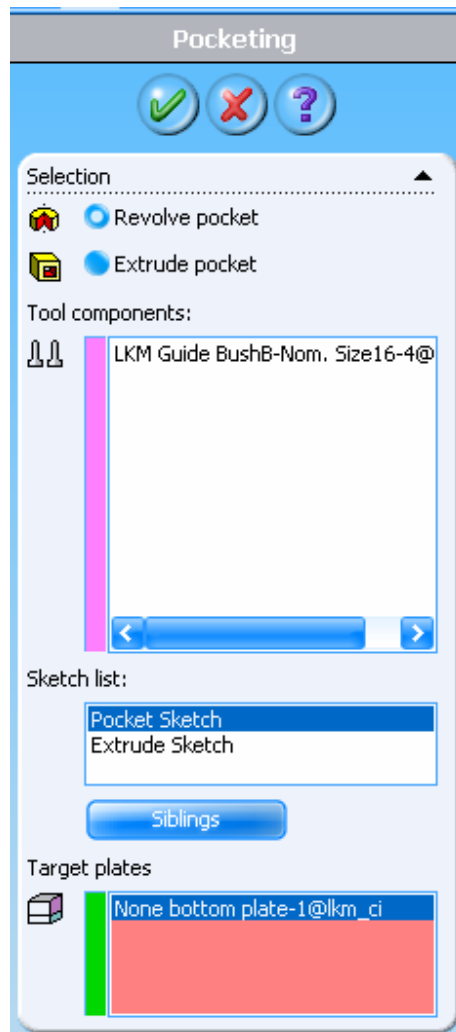 Pocketing
?
Selection
Revolve pocket
Extrude pocket
Tool components:
LKM Guide BushB-Nom. Size16-4@
Sketch list:
Pocket Sketch
Extrude Sketch
Siblings
Target plates
None bottom plate-1@lkm_ci